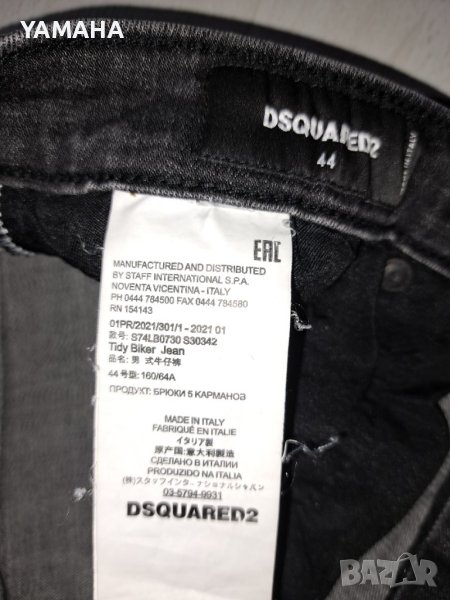 YAMAHA
DSQUARED2
44
MADE IN ITALY
EAC
MANUFACTURED AND DISTRIBUTED
BY STAFF INTERNATIONAL S.P.A.
NOVENTA VICENTINA - ITALY
PH 0444 784500 FAX 0444 784580
RN 154143
01PR/2021/301/1 - 2021 01
款号: S74LB0730 S30342
Tidy Biker Jean
品 名: 男 式牛仔裤
44 号型: 160/64A
ПРОДУКТ: БРЮКИ 5 КАРМАНОВ
MADE IN ITALY
FABRIQUÉ EN ITALIE
イタリア製
原产国:意大利製造
СДЕЛАНО В ИТАЛИИ
PRODUZIDO NA ITALIA
(株)スタッフインターナショナルジャパン
03-5794-9931
DSQUARED2
BAZAR